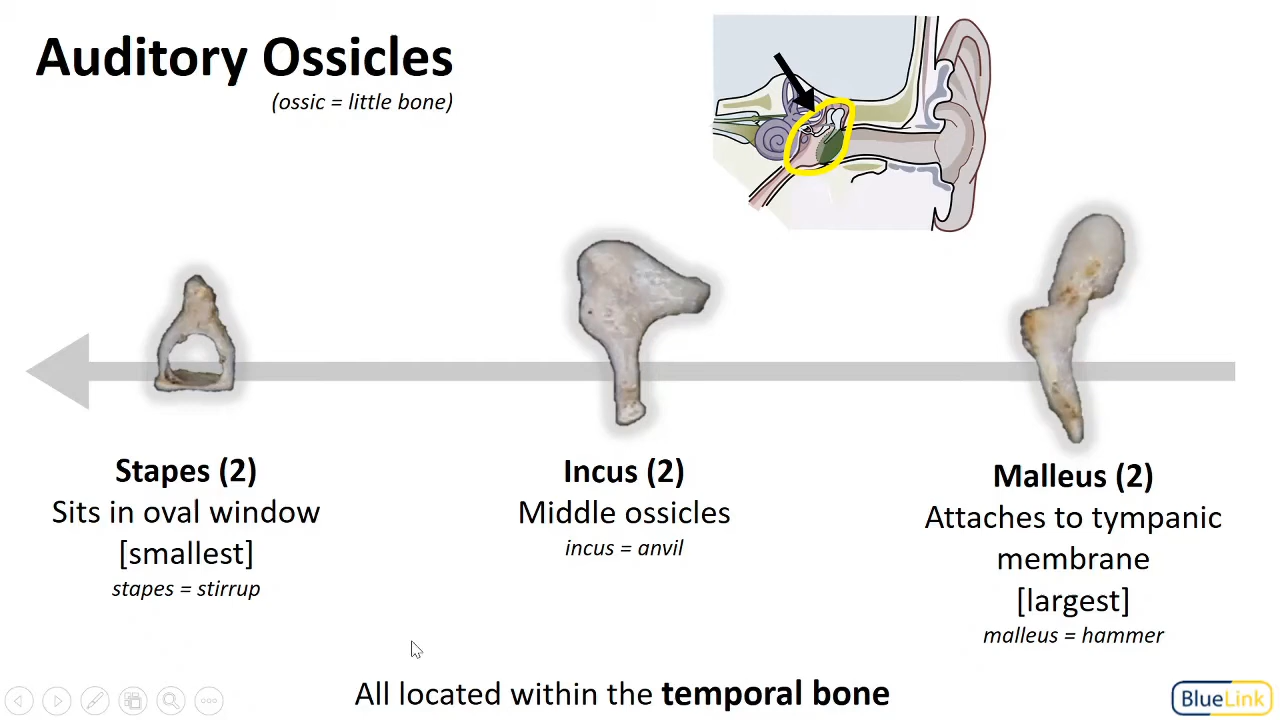 Auditory Ossicles
(ossic = little bone)
Stapes (2)
Sits in oval window
[smallest]
stapes = stirrup
Incus (2)
Middle ossicles
incus = anvil
Malleus (2)
Attaches to tympanic
membrane
[largest]
malleus = hammer
All located within the temporal bone
BlueLink